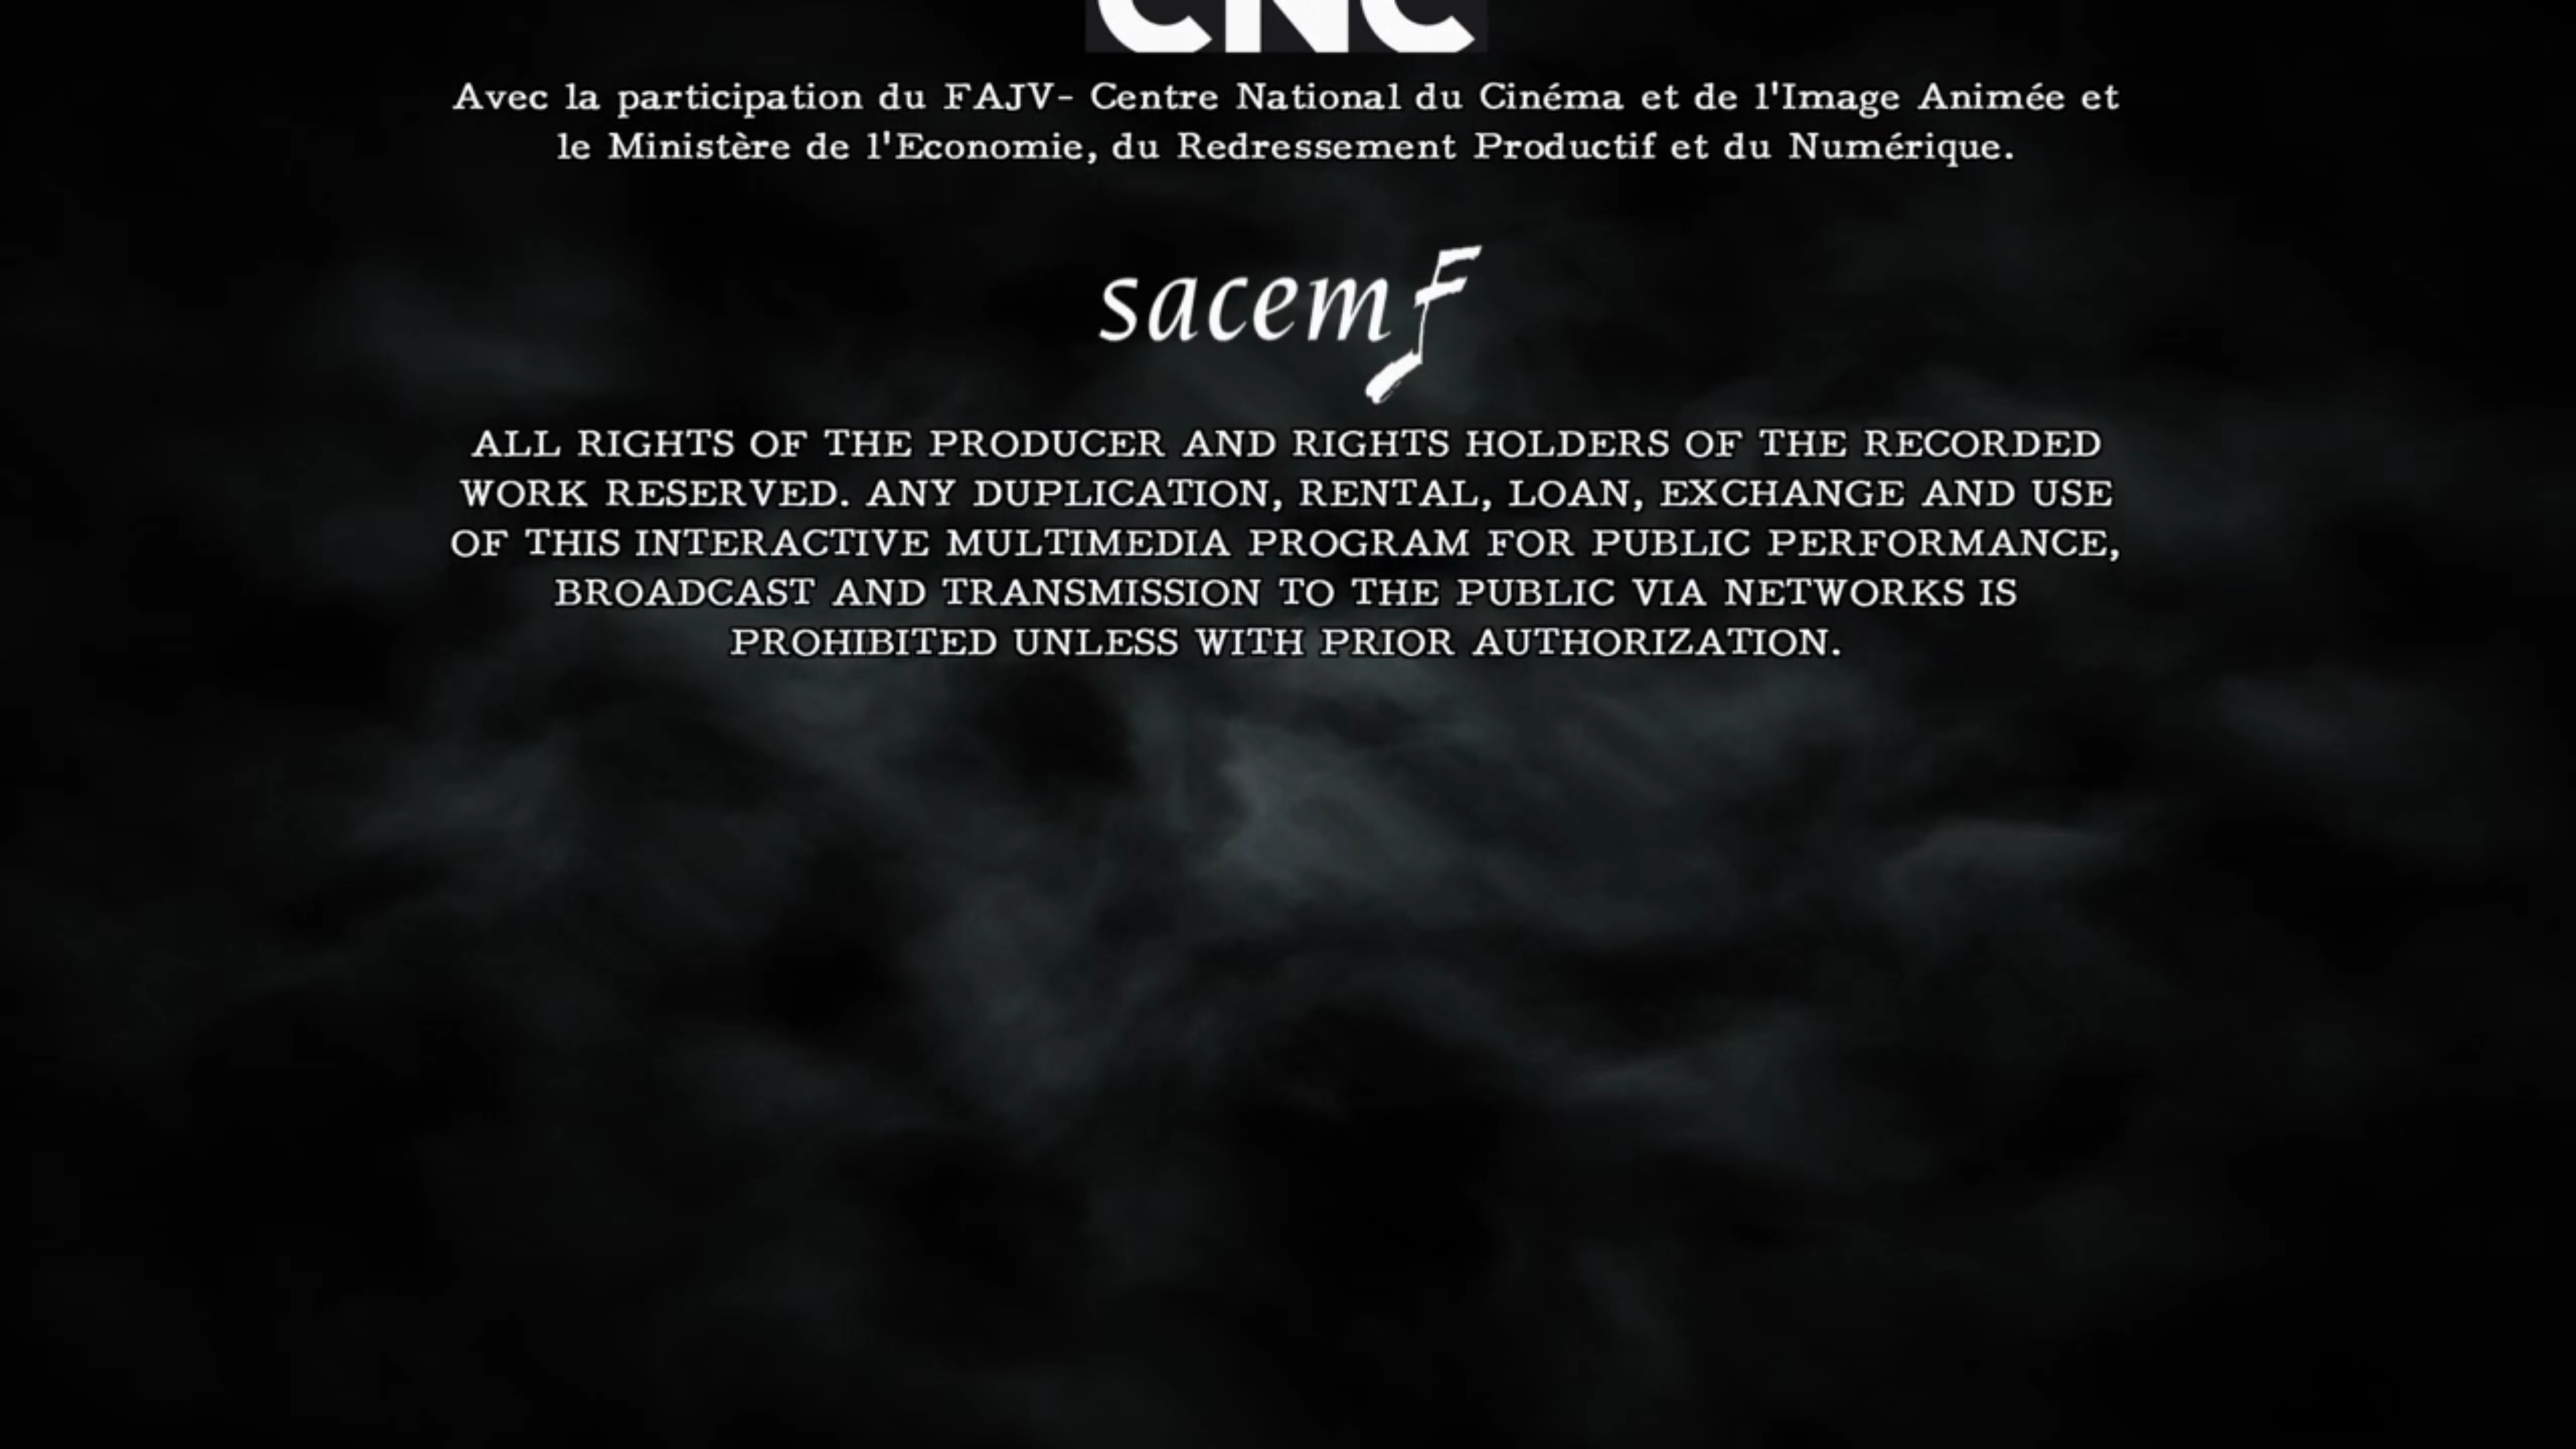 CNC
Avec la participation du FAJV- Centre National du Cinéma et de l'Image Animée et
le Ministère de l'Economie, du Redressement Productif et du Numérique.
sacem
ALL RIGHTS OF THE PRODUCER AND RIGHTS HOLDERS OF THE RECORDED
WORK RESERVED. ANY DUPLICATION, RENTAL, LOAN, EXCHANGE AND USE
OF THIS INTERACTIVE MULTIMEDIA PROGRAM FOR PUBLIC PERFORMANCE,
BROADCAST AND TRANSMISSION TO THE PUBLIC VIA NETWORKS IS
PROHIBITED UNLESS WITH PRIOR AUTHORIZATION.